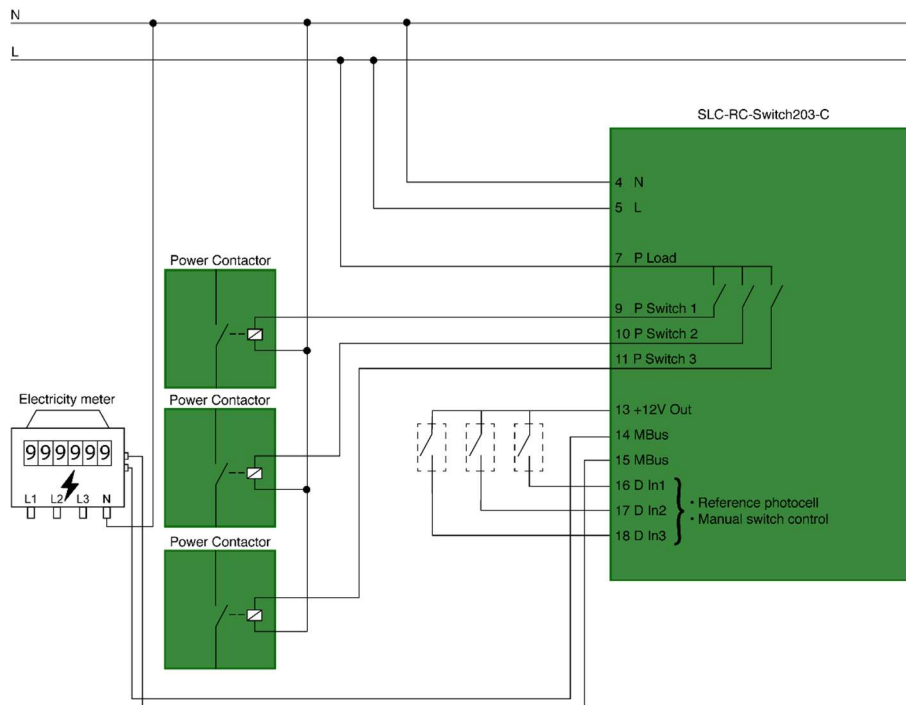 N
L
SLC-RC-Switch203-C
4 N
5 L
7 P Load
9 P Switch 1
10 P Switch 2
11 P Switch 3
13 +12V Out
14 MBus
15 MBus
16 D In1
17 D In2
18 D In3
• Reference photocell
• Manual switch control
Power Contactor
Power Contactor
Power Contactor
Electricity meter
999999
L1 L2 L3 N